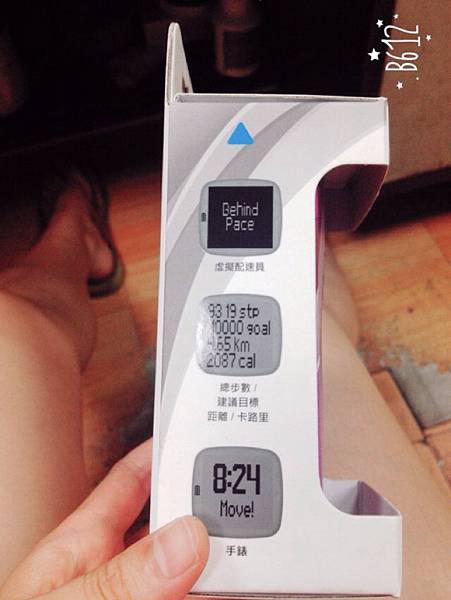 B612
Behind
Pace
虛擬配速員
9319 stp
10000 goal
4.65 Km
2087 cal
總步數 /
建議目標
距離 / 卡路里
8:24
Move!
手錶